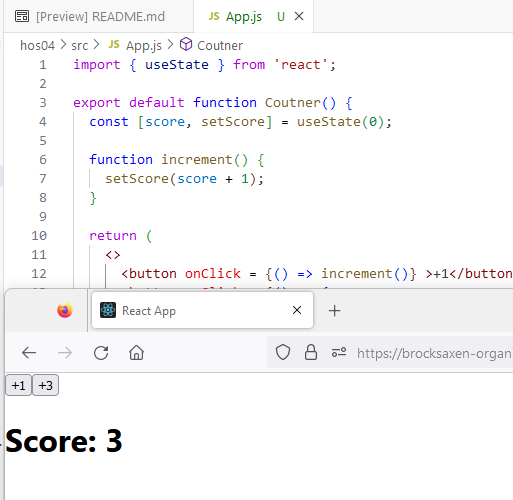 [Preview] README.md
JS App.js U
hos04 > src > JS App.js > Coutner
1 import { useState } from 'react';
2
3 export default function Coutner() {
4 const [score, setScore] = useState(0);
5
6 function increment() {
7 setScore(score + 1);
8 }
9
10 return (
11 <>
12 <button onClick = {() => increment()} >+1</button
React App
https://brocksaxen-organ
+1 +3
Score: 3